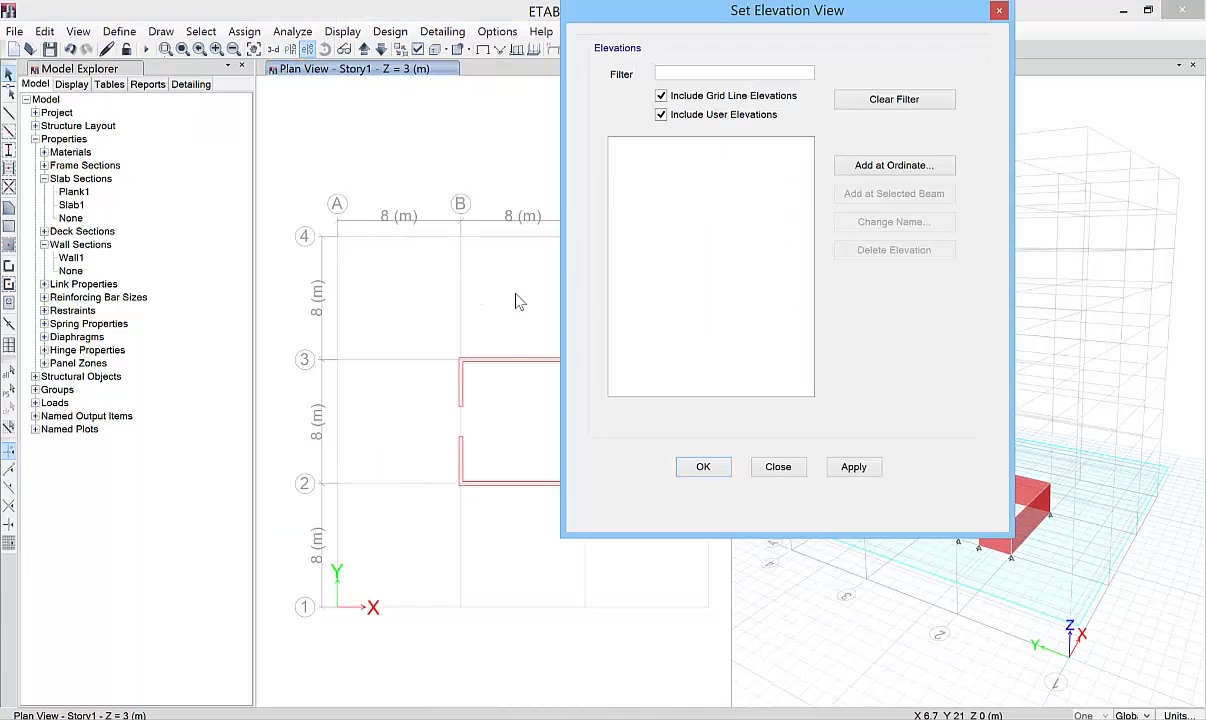 ETAB
Set Elevation View
File Edit View Define Draw Select Assign Analyze Display Design Detailing Options Help
3-d
Model Explorer
Plan View - Story1 - Z = 3 (m)
Model Display Tables Reports Detailing
Model
Project
Structure Layout
Properties
Materials
Frame Sections
Slab Sections
Plank1
Slab1
None
Deck Sections
Wall Sections
Wall1
None
Link Properties
Reinforcing Bar Sizes
Restraints
Spring Properties
Diaphragms
Hinge Properties
Panel Zones
Structural Objects
Groups
Loads
Named Output Items
Named Plots
A
B
8 (m)
8 (m)
4
8 (m)
3
8 (m)
2
8 (m)
1
Y
X
Elevations
Filter
Include Grid Line Elevations
Include User Elevations
Clear Filter
Add at Ordinate...
Add at Selected Beam
Change Name...
Delete Elevation
OK
Close
Apply
4
3
2
1
Z
X
Y
Plan View - Story1 - Z = 3 (m)
X 6.7 Y 21 Z 0 (m)
One
Glob
Units...